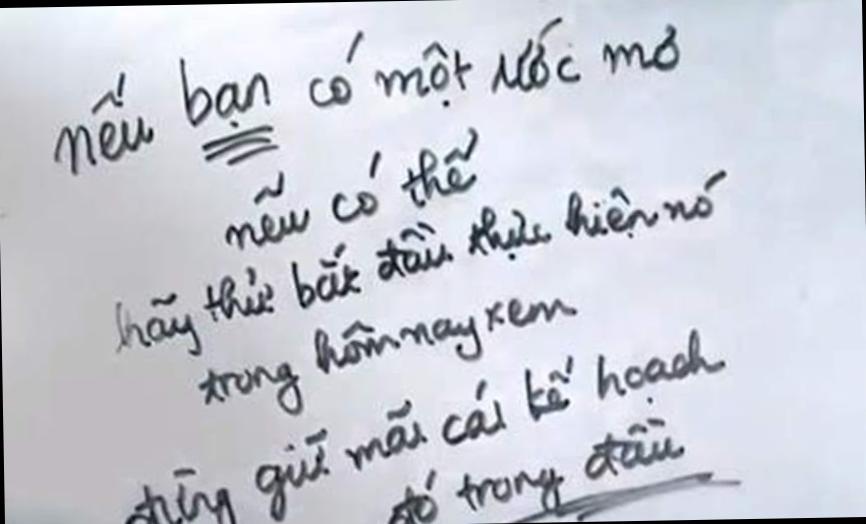 nếu bạn có một ước mơ
nếu có thể
hãy thử bắt đầu thực hiện nó
trong hôm nay xem
đừng giữ mãi cái kế hoạch
đó trong đầu